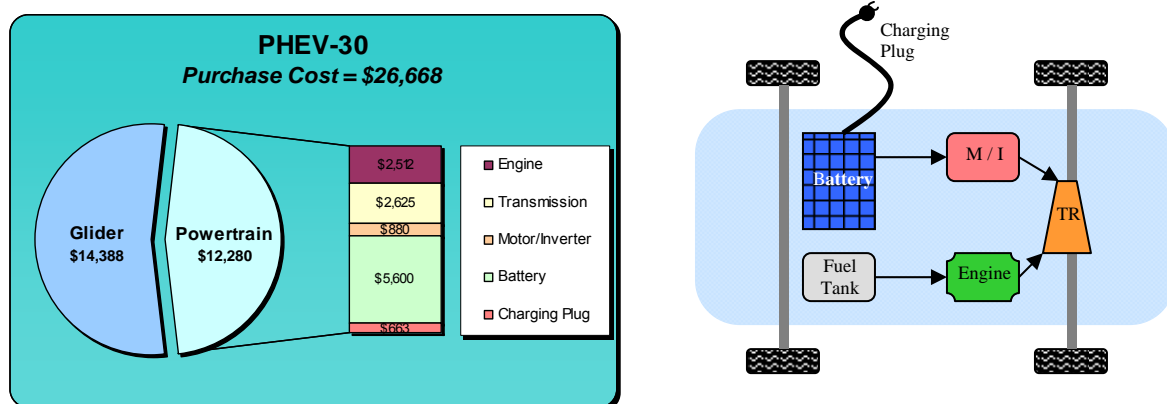 PHEV-30
Purchase Cost = $26,668
Glider
$14,388
Powertrain
$12,280
$2,512
$2,625
$880
$5,600
$663
Engine
Transmission
Motor/Inverter
Battery
Charging Plug
Charging
Plug
Battery
M / I
TR
Fuel
Tank
Engine